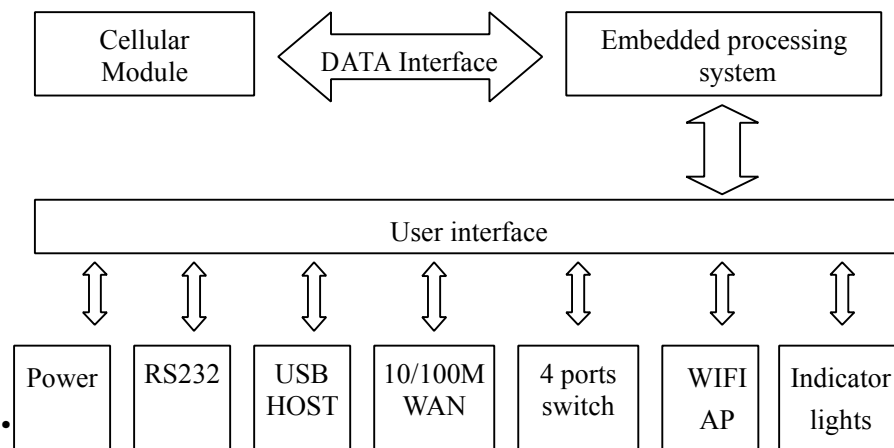 Cellular
Module
DATA Interface
Embedded processing
system
User interface
Power
RS232
USB
HOST
10/100M
WAN
4 ports
switch
WIFI
AP
Indicator
lights